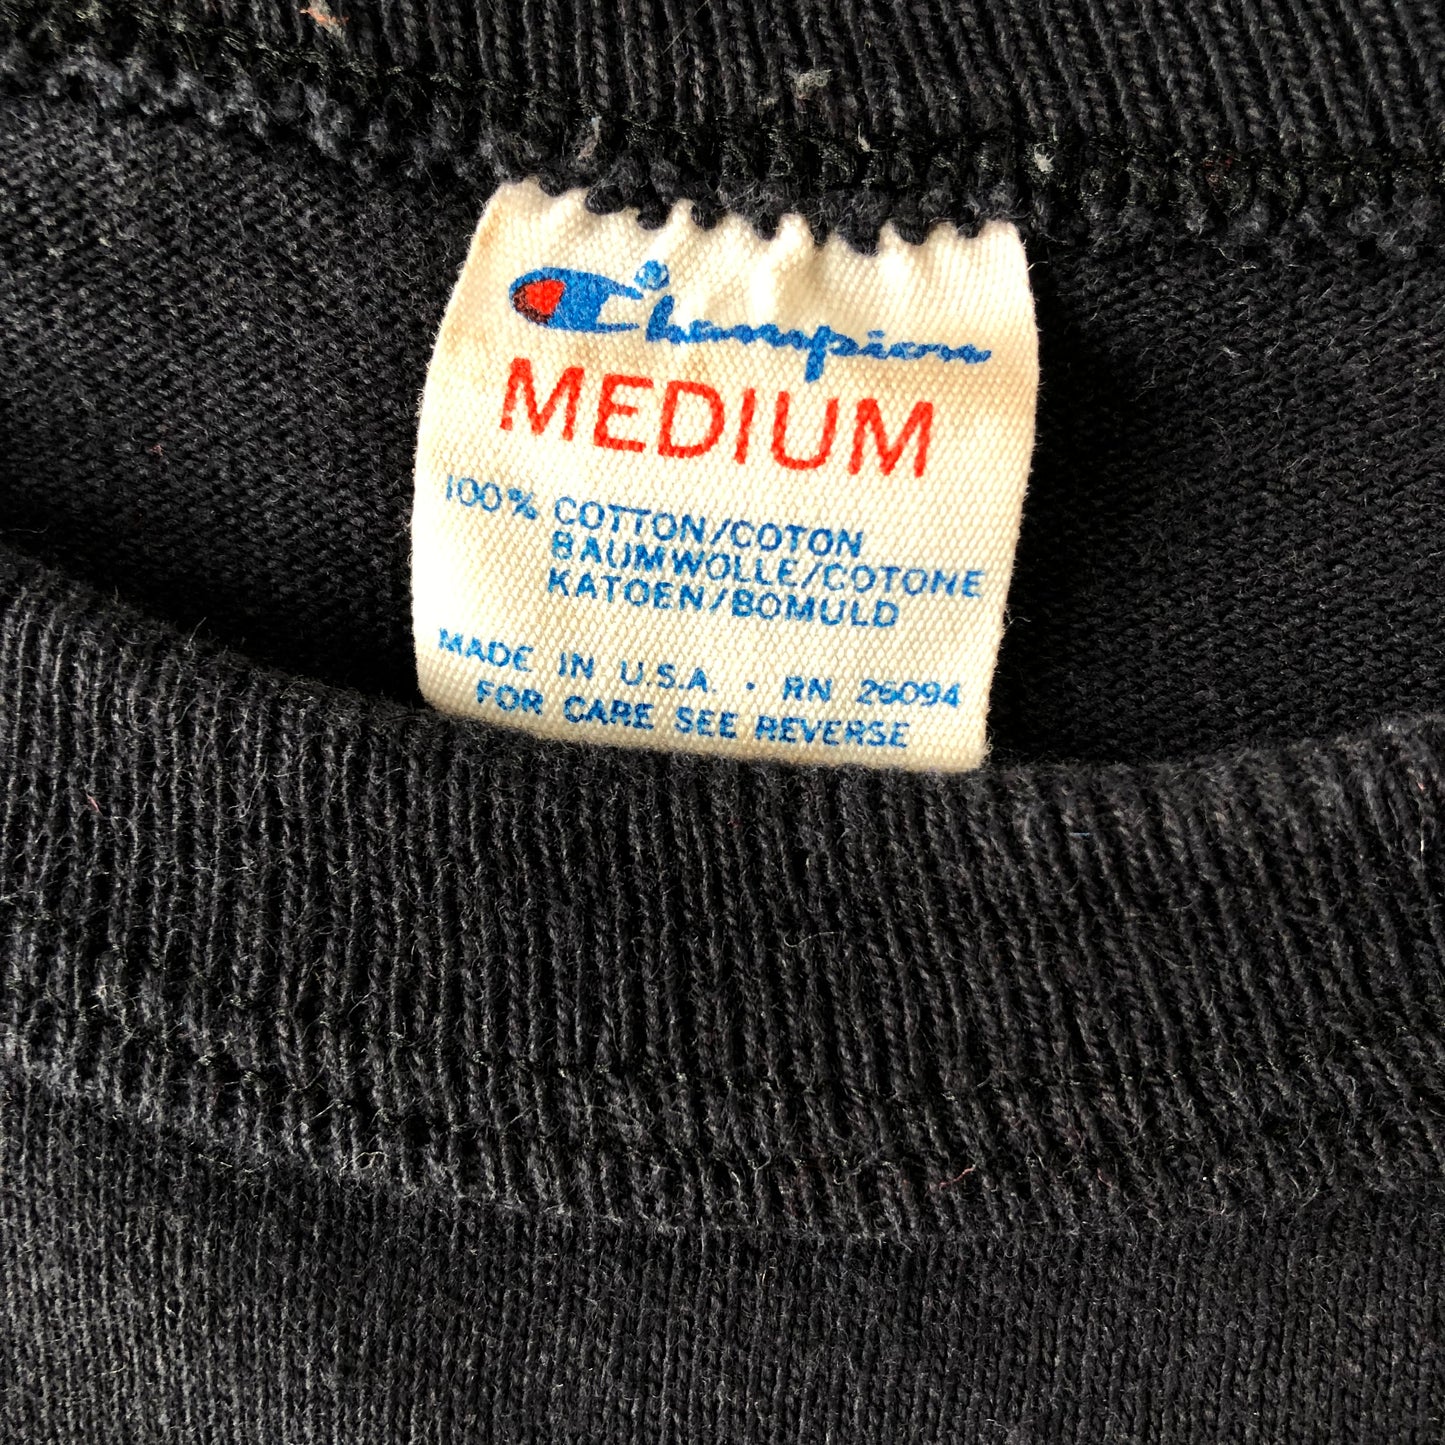 Champion
MEDIUM
100% COTTON/COTON
BAUMWOLLE/COTONE
KATOEN/BOMULD
MADE IN U.S.A. · RN 26094
FOR CARE SEE REVERSE